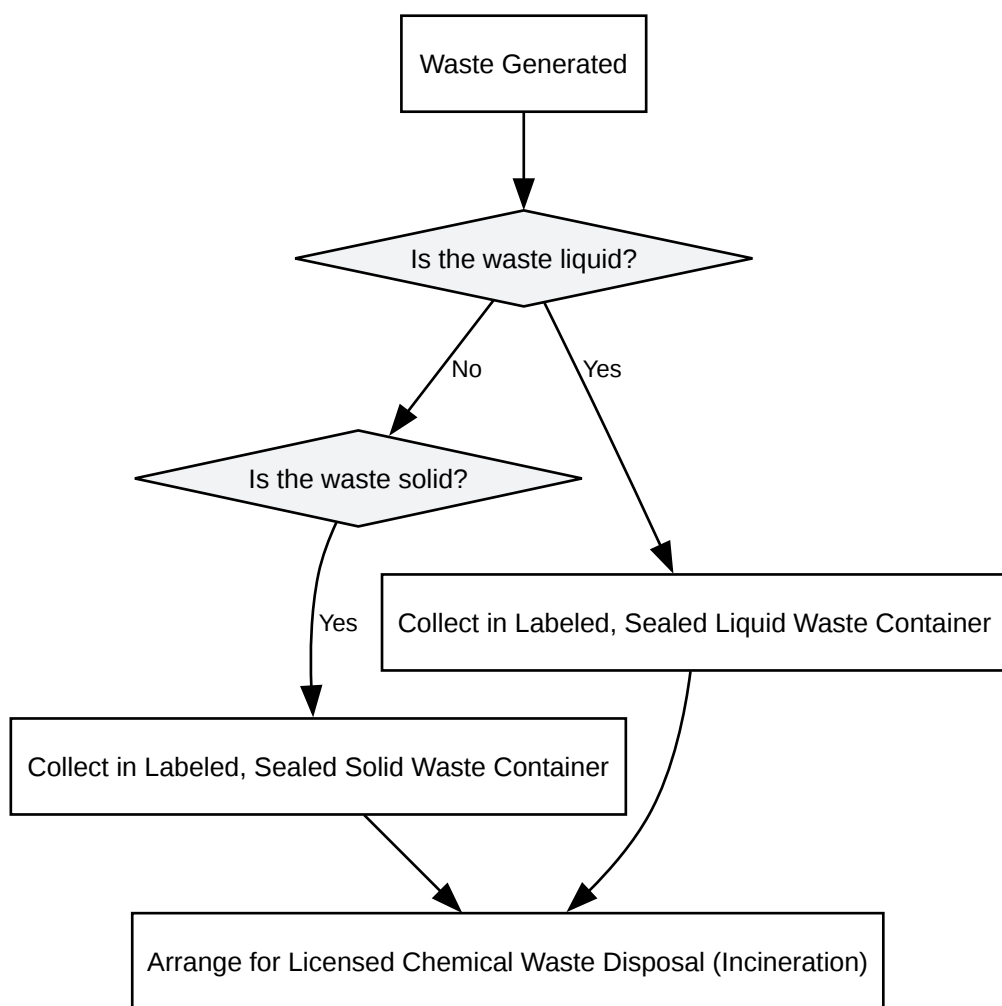 Waste Generated
Is the waste liquid?
No
Yes
Is the waste solid?
Yes
Collect in Labeled, Sealed Liquid Waste Container
Collect in Labeled, Sealed Solid Waste Container
Arrange for Licensed Chemical Waste Disposal (Incineration)